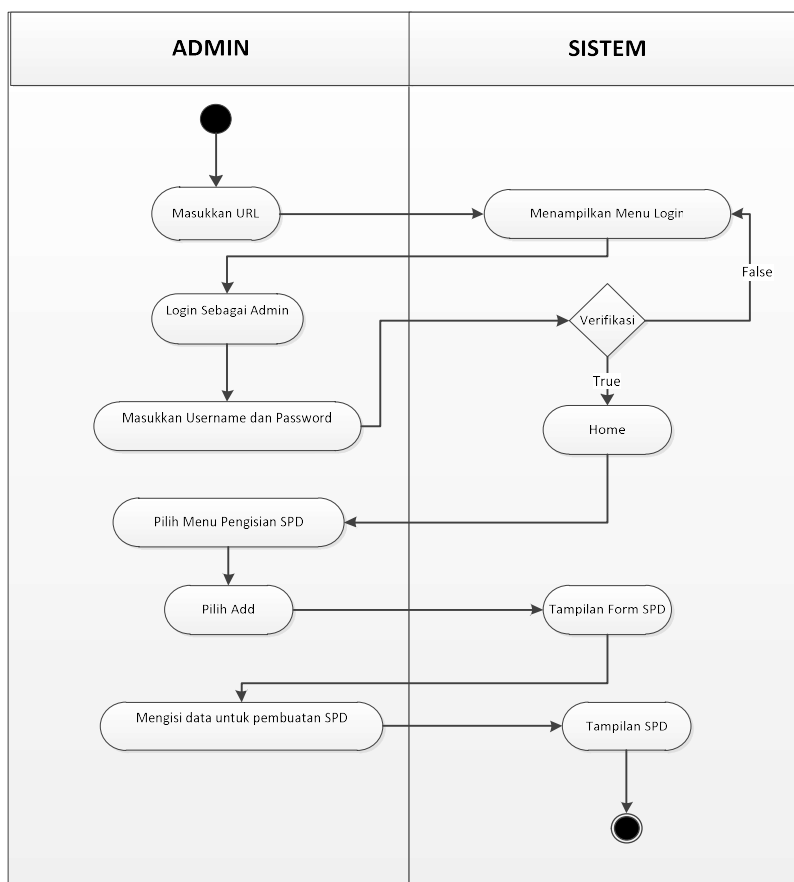 ADMIN
SISTEM
Masukkan URL
Menampilkan Menu Login
False
Login Sebagai Admin
Verifikasi
True
Masukkan Username dan Password
Home
Pilih Menu Pengisian SPD
Pilih Add
Tampilan Form SPD
Mengisi data untuk pembuatan SPD
Tampilan SPD